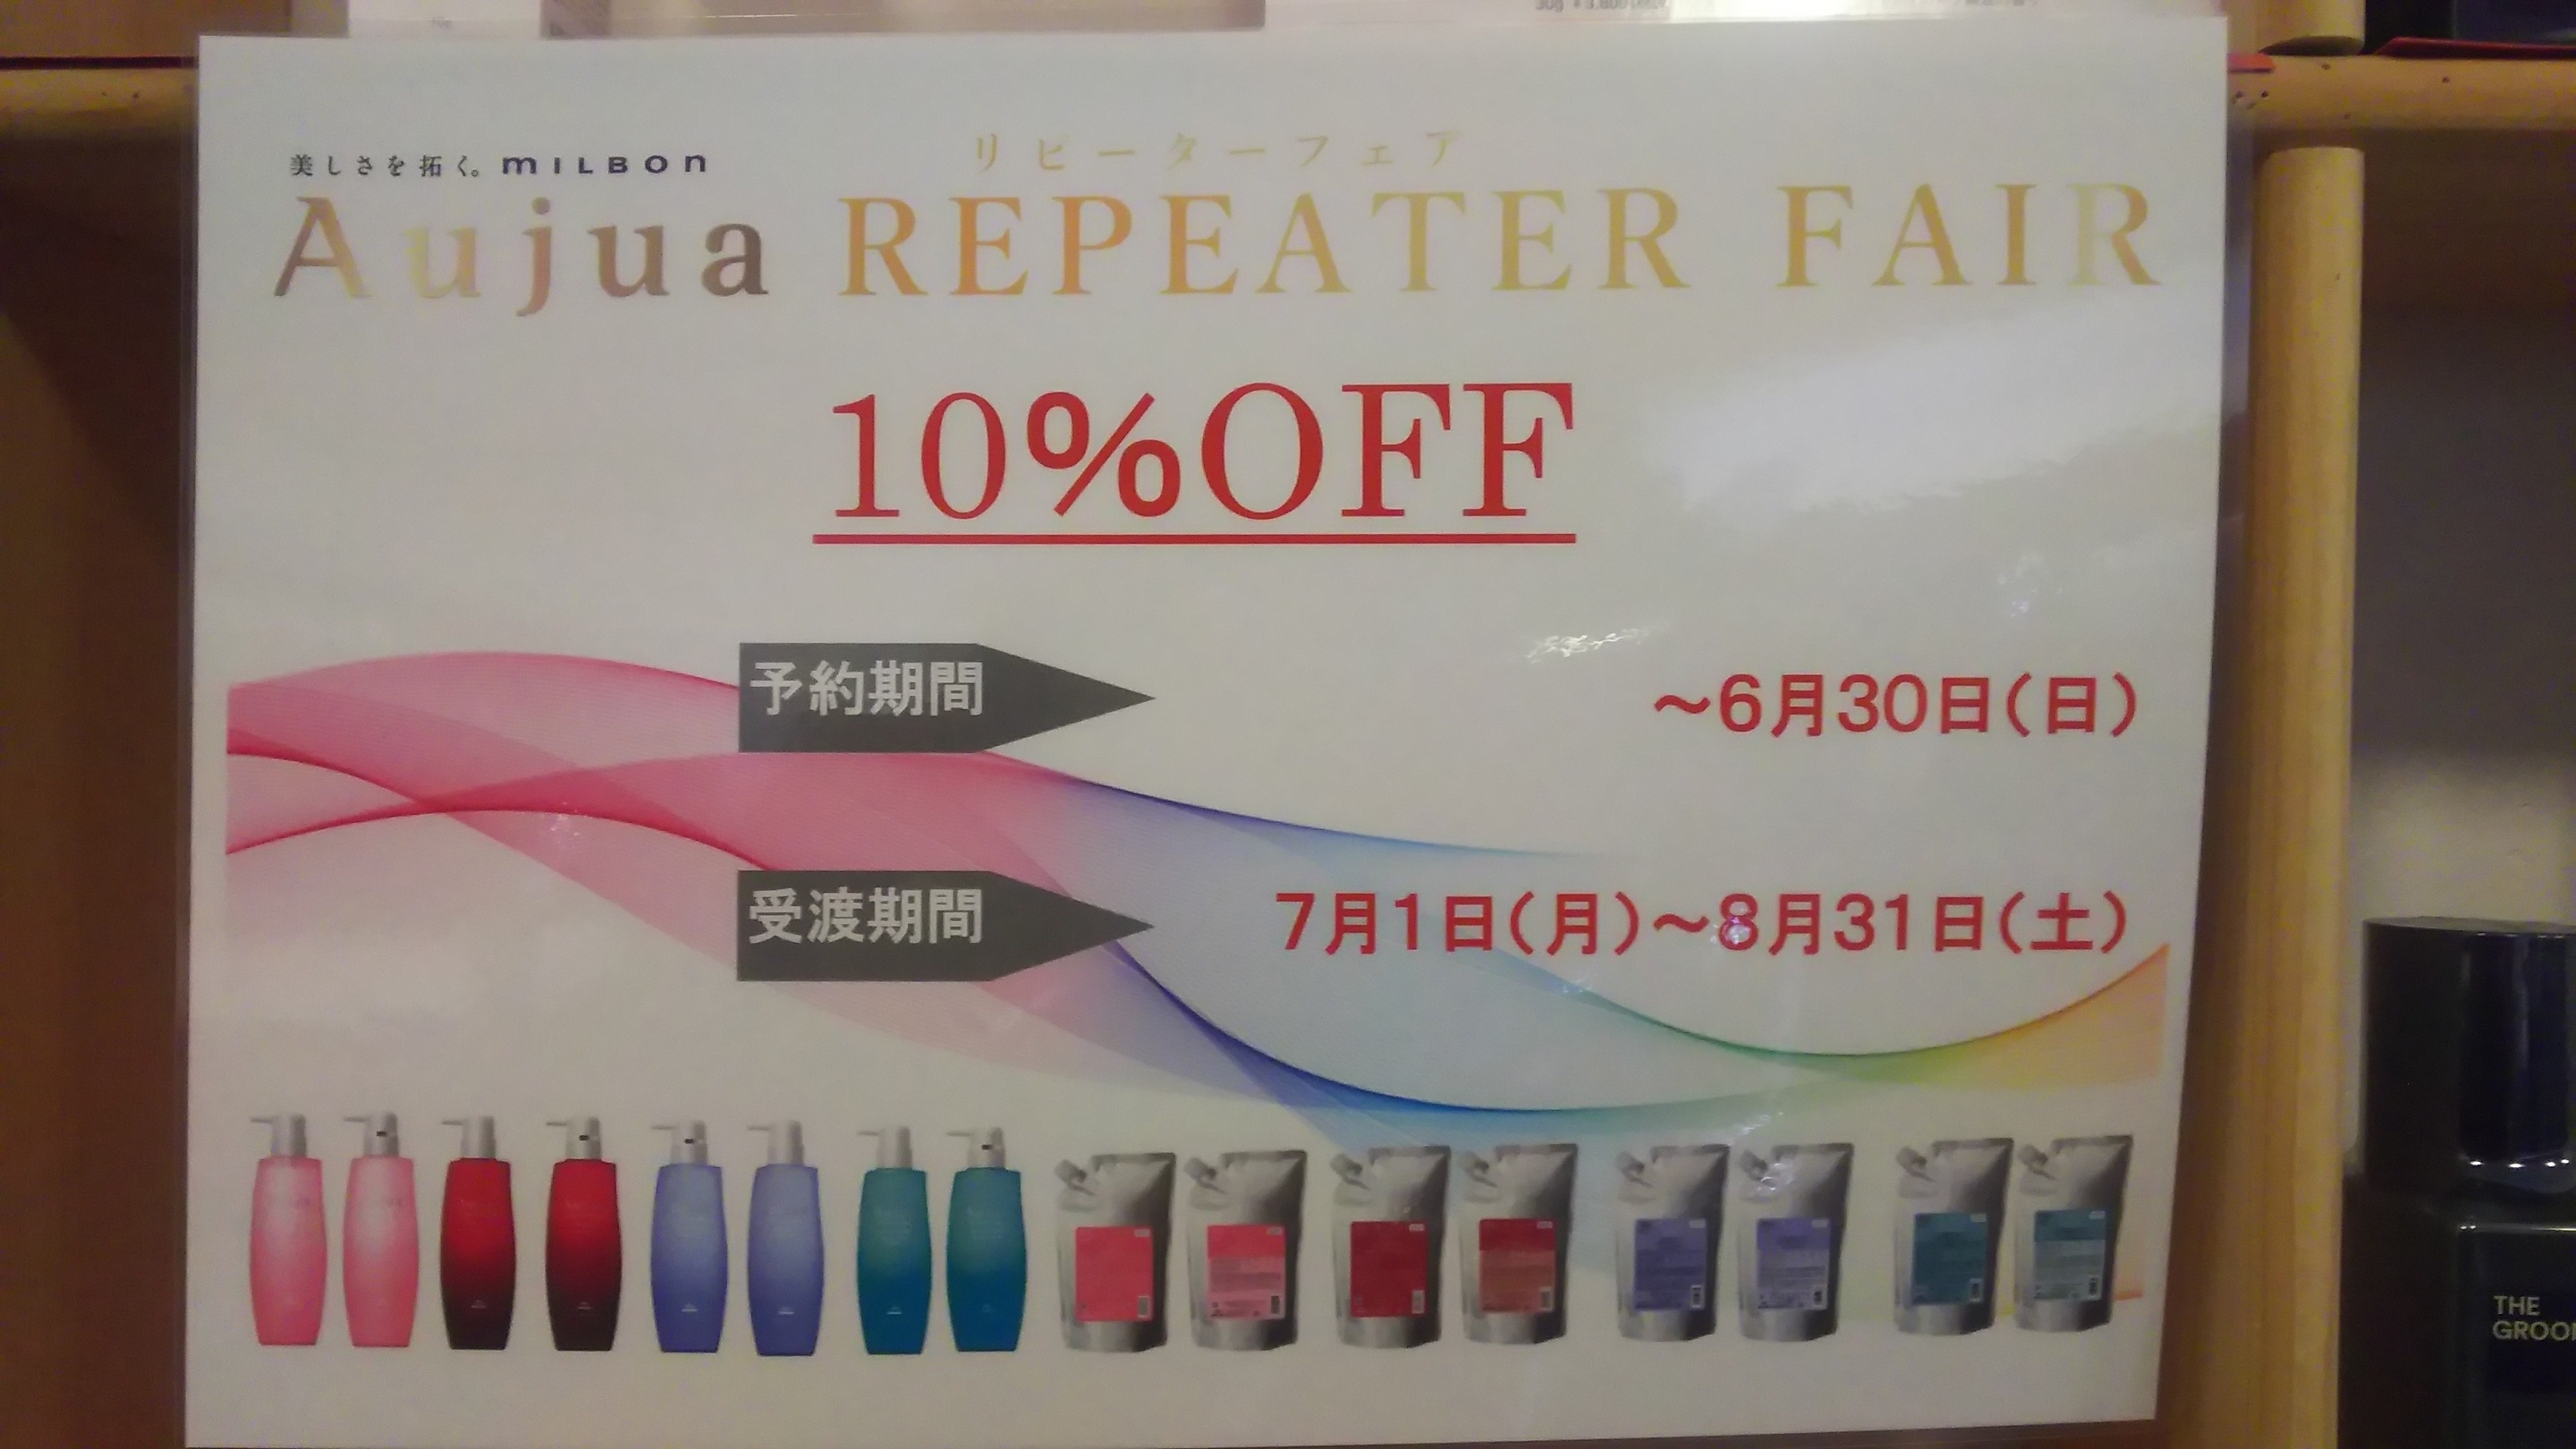 美しさを拓く。MILBON
リピーターフェア
Aujua REPEATER FAIR
10%OFF
予約期間
～6月30日(日)
受渡期間
7月1日(月)～8月31日(土)
THE